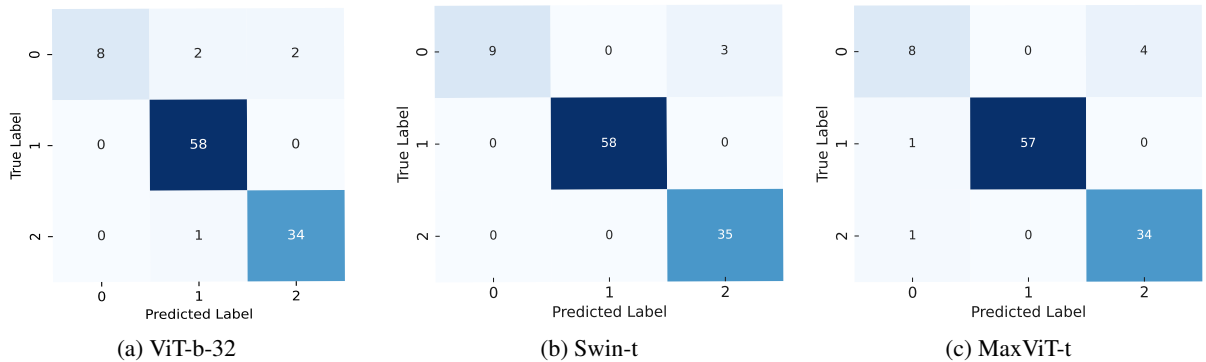 True Label
0 8 2 2
1 0 58 0
2 0 1 34
0 1 2
Predicted Label
(a) ViT-b-32
True Label
0 9 0 3
1 0 58 0
2 0 0 35
0 1 2
Predicted Label
(b) Swin-t
True Label
0 8 0 4
1 1 57 0
2 1 0 34
0 1 2
Predicted Label
(c) MaxViT-t